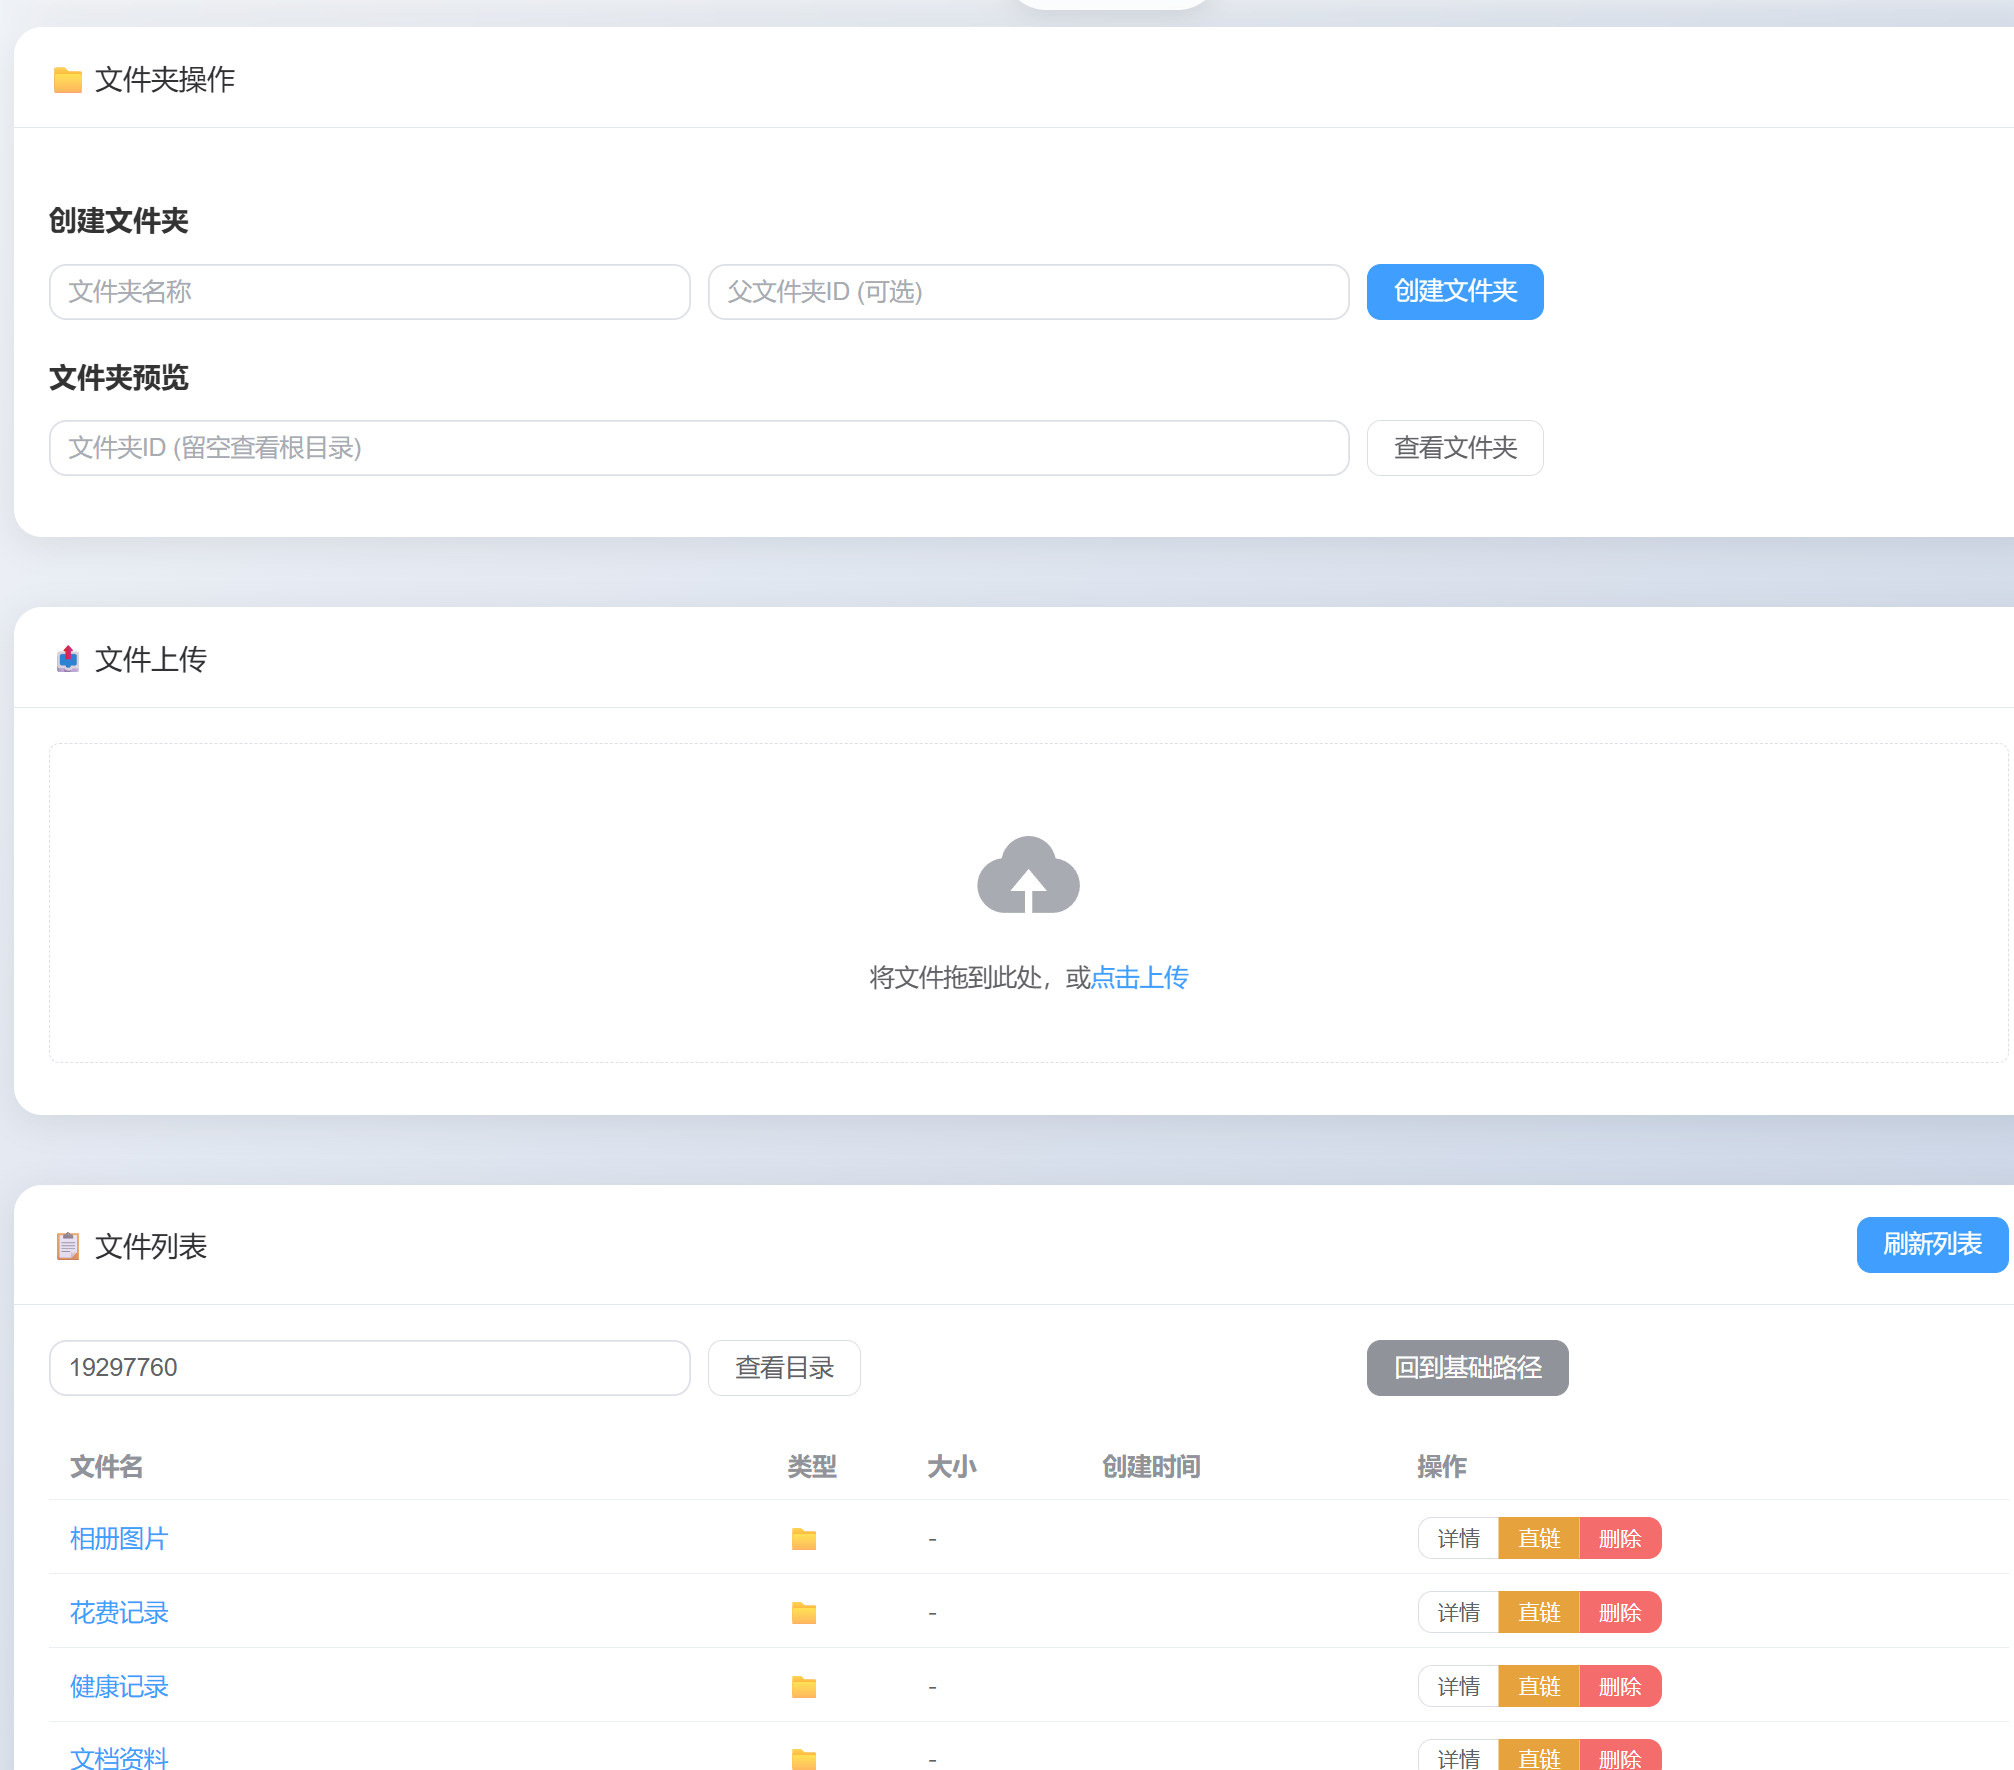 文件夹操作
创建文件夹
文件夹名称 父文件夹ID (可选) 创建文件夹
文件夹预览
文件夹ID (留空查看根目录) 查看文件夹
文件上传
将文件拖到此处，或点击上传
文件列表 刷新列表
19297760 查看目录 回到基础路径
文件名 类型 大小 创建时间 操作
相册图片 - 详情 直链 删除
花费记录 - 详情 直链 删除
健康记录 - 详情 直链 删除
文档资料 - 详情 直链 删除